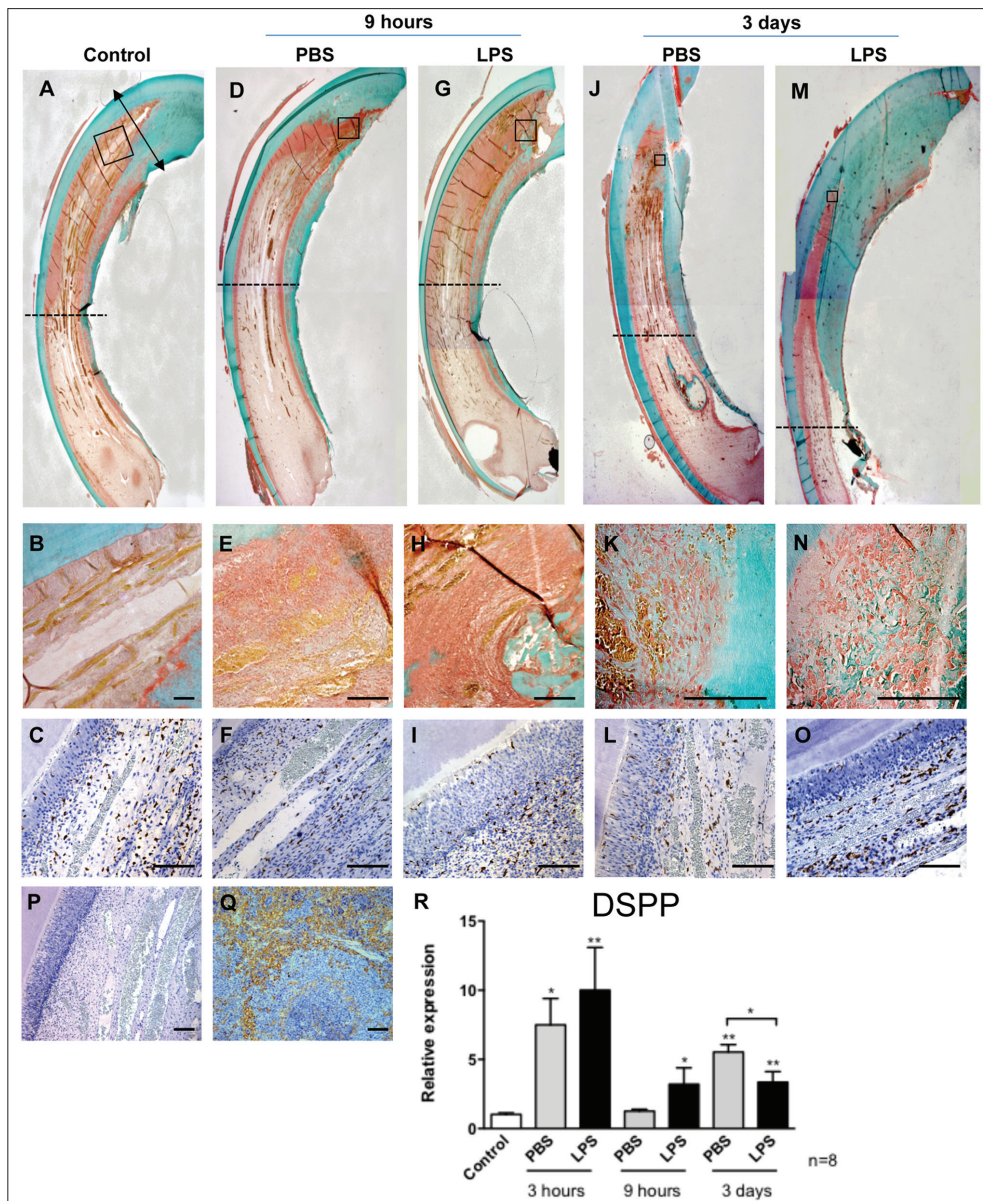 9 hours 3 days
Control PBS LPS PBS LPS
A D G J M
B E H K N
C F I L O
P Q R DSPP
15
10
5
0
Relative expression
* ** * ** * **
Control PBS LPS PBS LPS PBS LPS
3 hours 9 hours 3 days
n=8